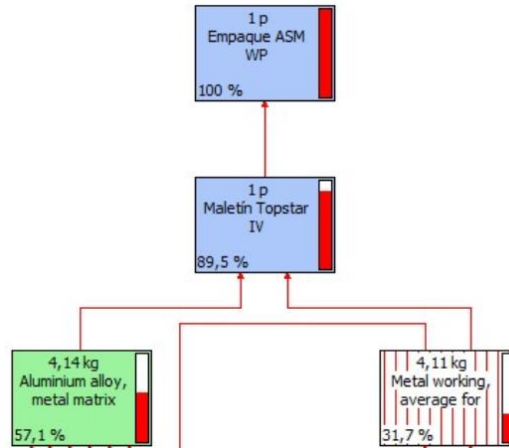 1 p
Empaque ASM
WP
100 %
1 p
Maletín Topstar
IV
89,5 %
4,14 kg
Aluminium alloy,
metal matrix
57,1 %
4,11 kg
Metal working,
average for
31,7 %